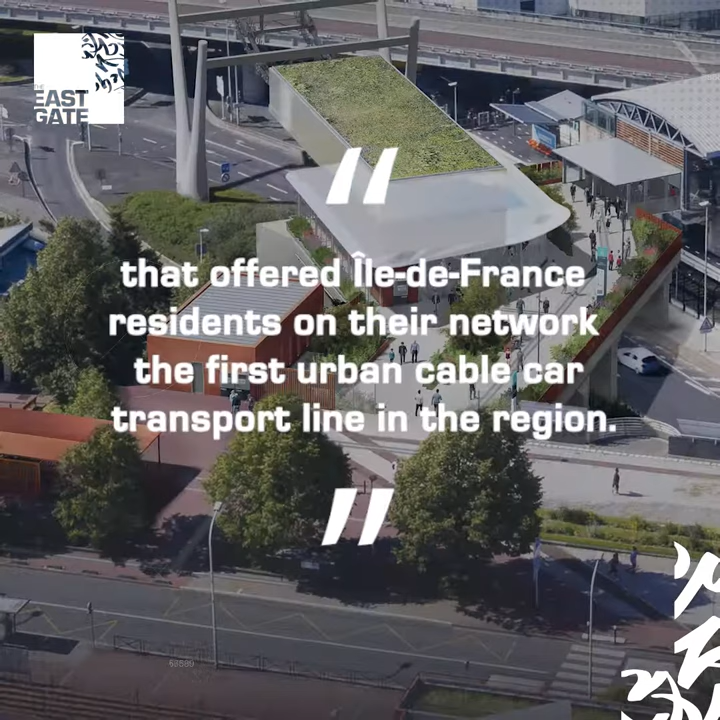 THE
EAST
GATE
"
that offered Île-de-France
residents on their network
the first urban cable car
transport line in the region.
"